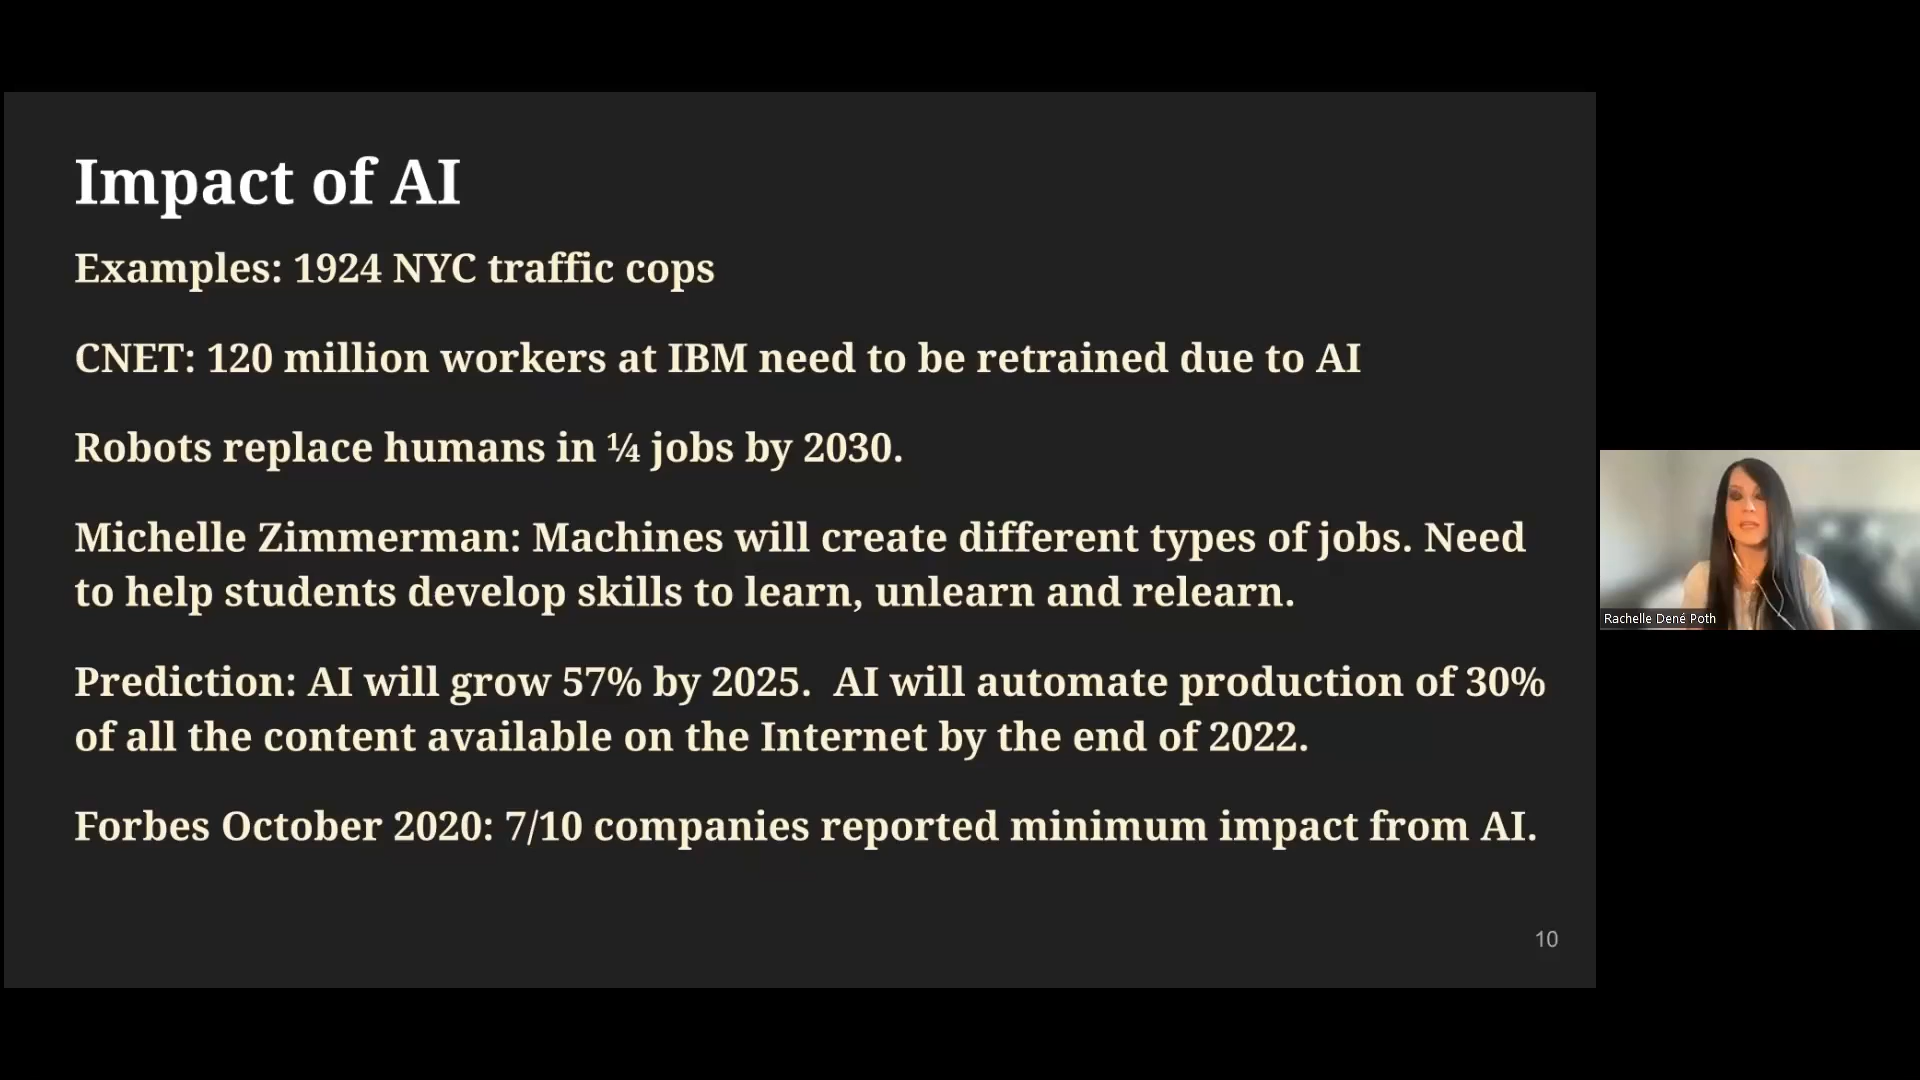 Impact of AI
Examples: 1924 NYC traffic cops
CNET: 120 million workers at IBM need to be retrained due to AI
Robots replace humans in ¼ jobs by 2030.
Michelle Zimmerman: Machines will create different types of jobs. Need
to help students develop skills to learn, unlearn and relearn.
Prediction: AI will grow 57% by 2025.  AI will automate production of 30%
of all the content available on the Internet by the end of 2022.
Forbes October 2020: 7/10 companies reported minimum impact from AI.
10
Rachelle Dené Poth